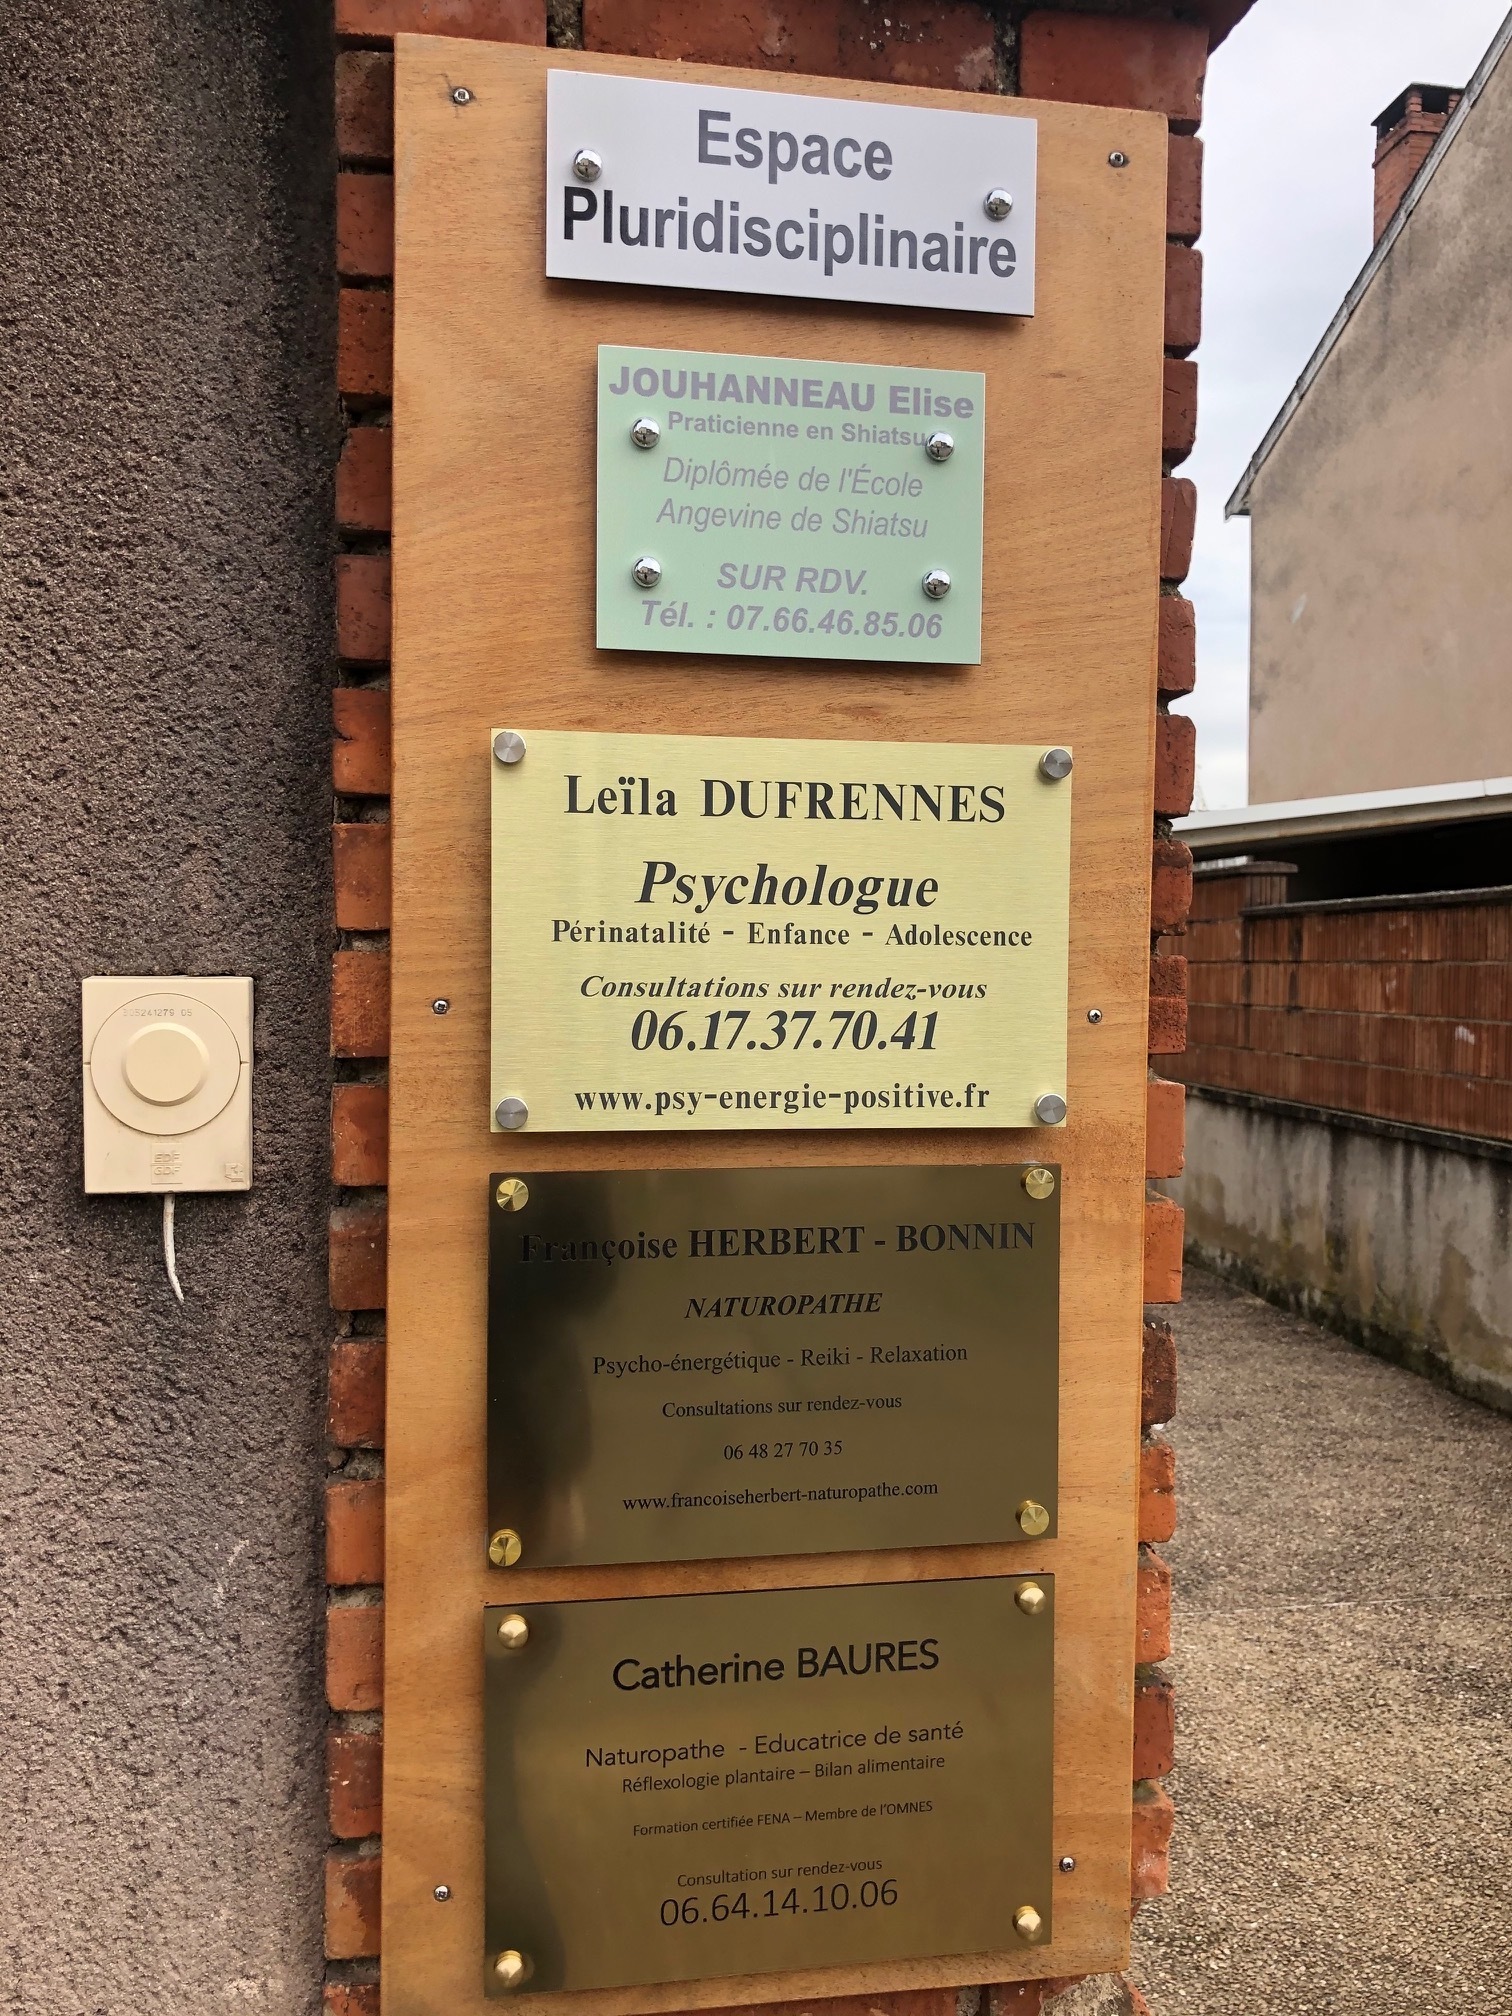 Espace
Pluridisciplinaire
JOUHANNEAU Elise
Praticienne en Shiatsu
Diplômée de l'École
Angevine de Shiatsu
SUR RDV.
Tél. : 07.66.46.85.06
Leïla DUFRENNES
Psychologue
Périnatalité - Enfance - Adolescence
Consultations sur rendez-vous
06.17.37.70.41
www.psy-energie-positive.fr
305241279 05
EDF
GDF
Françoise HERBERT - BONNIN
NATUROPATHE
Psycho-énergétique - Reiki - Relaxation
Consultations sur rendez-vous
06 48 27 70 35
www.francoiseherbert-naturopathe.com
Catherine BAURES
Naturopathe - Educatrice de santé
Réflexologie plantaire – Bilan alimentaire
Formation certifiée FENA – Membre de l'OMNES
Consultation sur rendez-vous
06.64.14.10.06